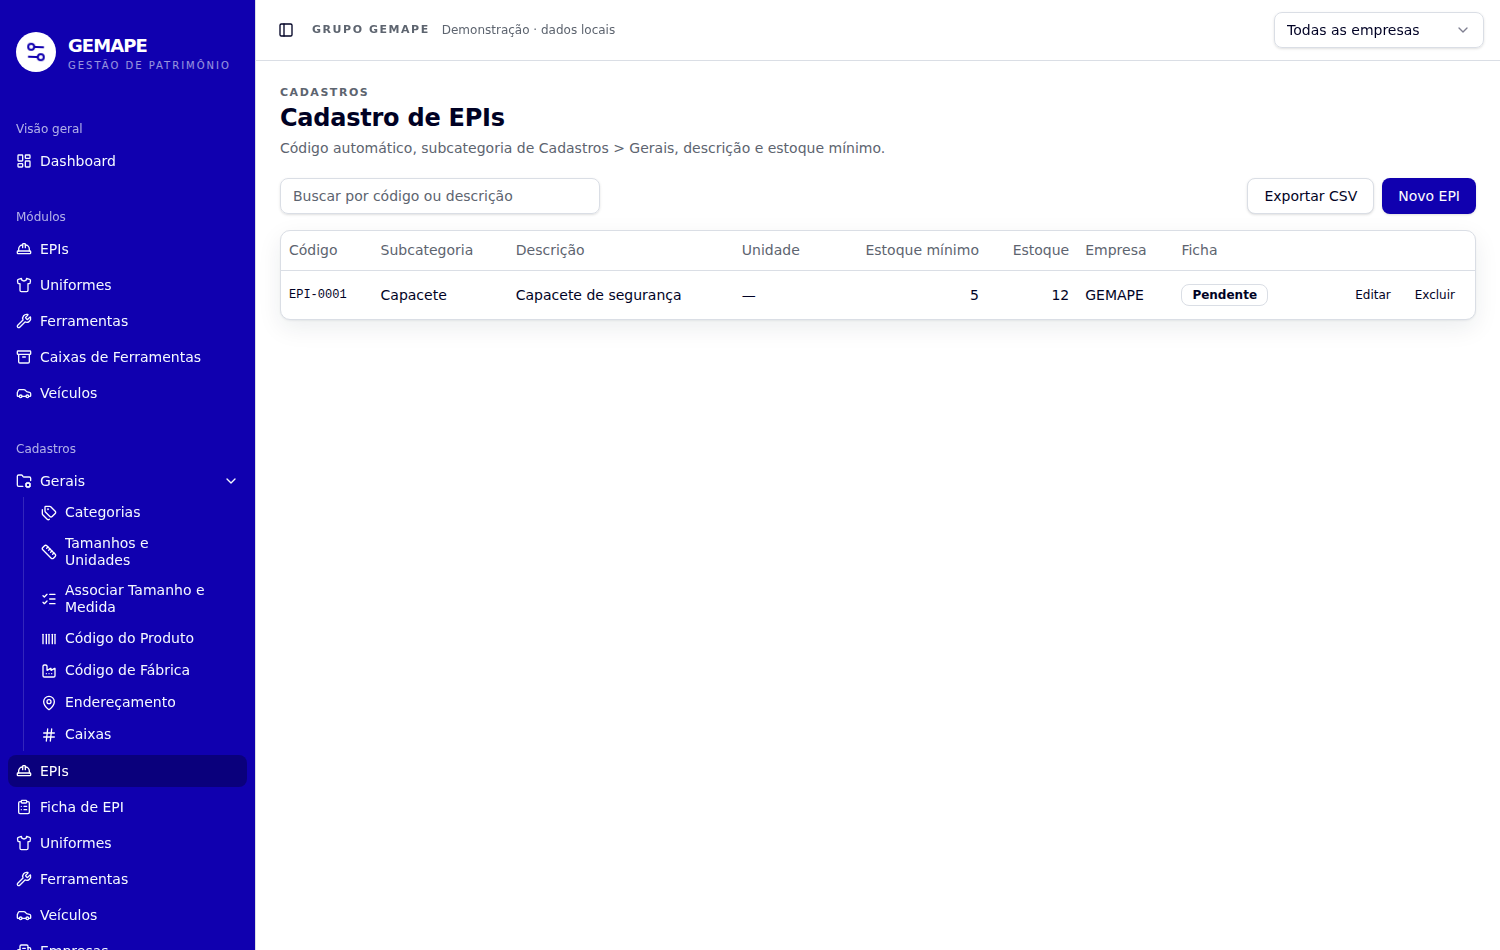 GEMAPE
GESTÃO DE PATRIMÔNIO
Visão geral
Dashboard
Módulos
EPIs
Uniformes
Ferramentas
Caixas de Ferramentas
Veículos
Cadastros
Gerais
Categorias
Tamanhos e
Unidades
Associar Tamanho e
Medida
Código do Produto
Código de Fábrica
Endereçamento
Caixas
EPIs
Ficha de EPI
Uniformes
Ferramentas
Veículos
Empresas
GRUPO GEMAPE Demonstração · dados locais
Todas as empresas
CADASTROS
Cadastro de EPIs
Código automático, subcategoria de Cadastros > Gerais, descrição e estoque mínimo.
Buscar por código ou descrição
Exportar CSV
Novo EPI
Código Subcategoria Descrição Unidade Estoque mínimo Estoque Empresa Ficha
EPI-0001 Capacete Capacete de segurança — 5 12 GEMAPE Pendente Editar Excluir